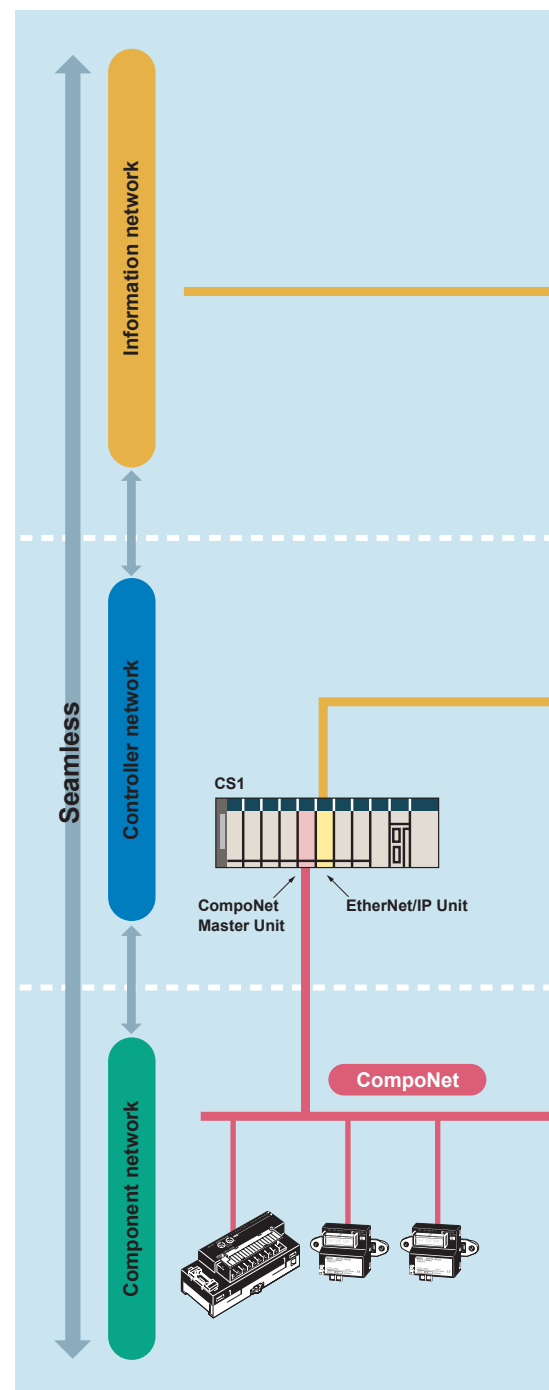 Information network
Seamless
Controller network
CS1
CompoNet
Master Unit
EtherNet/IP Unit
CompoNet
Component network